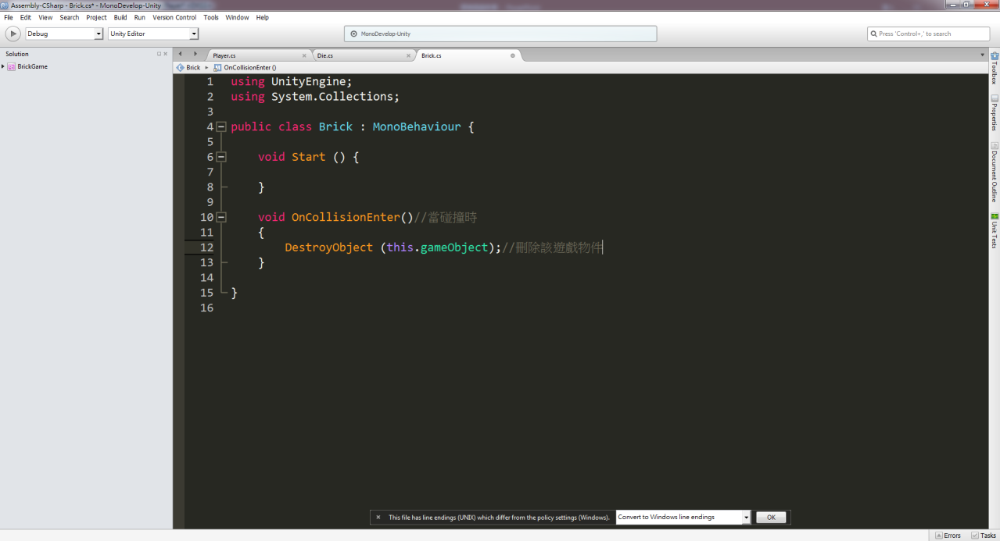 Assembly-CSharp - Brick.cs* - MonoDevelop-Unity
File Edit View Search Project Build Run Version Control Tools Window Help
Debug Unity Editor MonoDevelop-Unity Press 'Control+,' to search
Solution
BrickGame
Player.cs Die.cs Brick.cs
Brick OnCollisionEnter ()
1 using UnityEngine;
2 using System.Collections;
3
4 public class Brick : MonoBehaviour {
5
6 void Start () {
7
8 }
9
10 void OnCollisionEnter()//當碰撞時
11 {
12 DestroyObject (this.gameObject);//刪除該遊戲物件
13 }
14
15 }
16
Toolbox
Properties
Document Outline
Unit Tests
This file has line endings (UNIX) which differ from the policy settings (Windows). Convert to Windows line endings OK
Errors Tasks